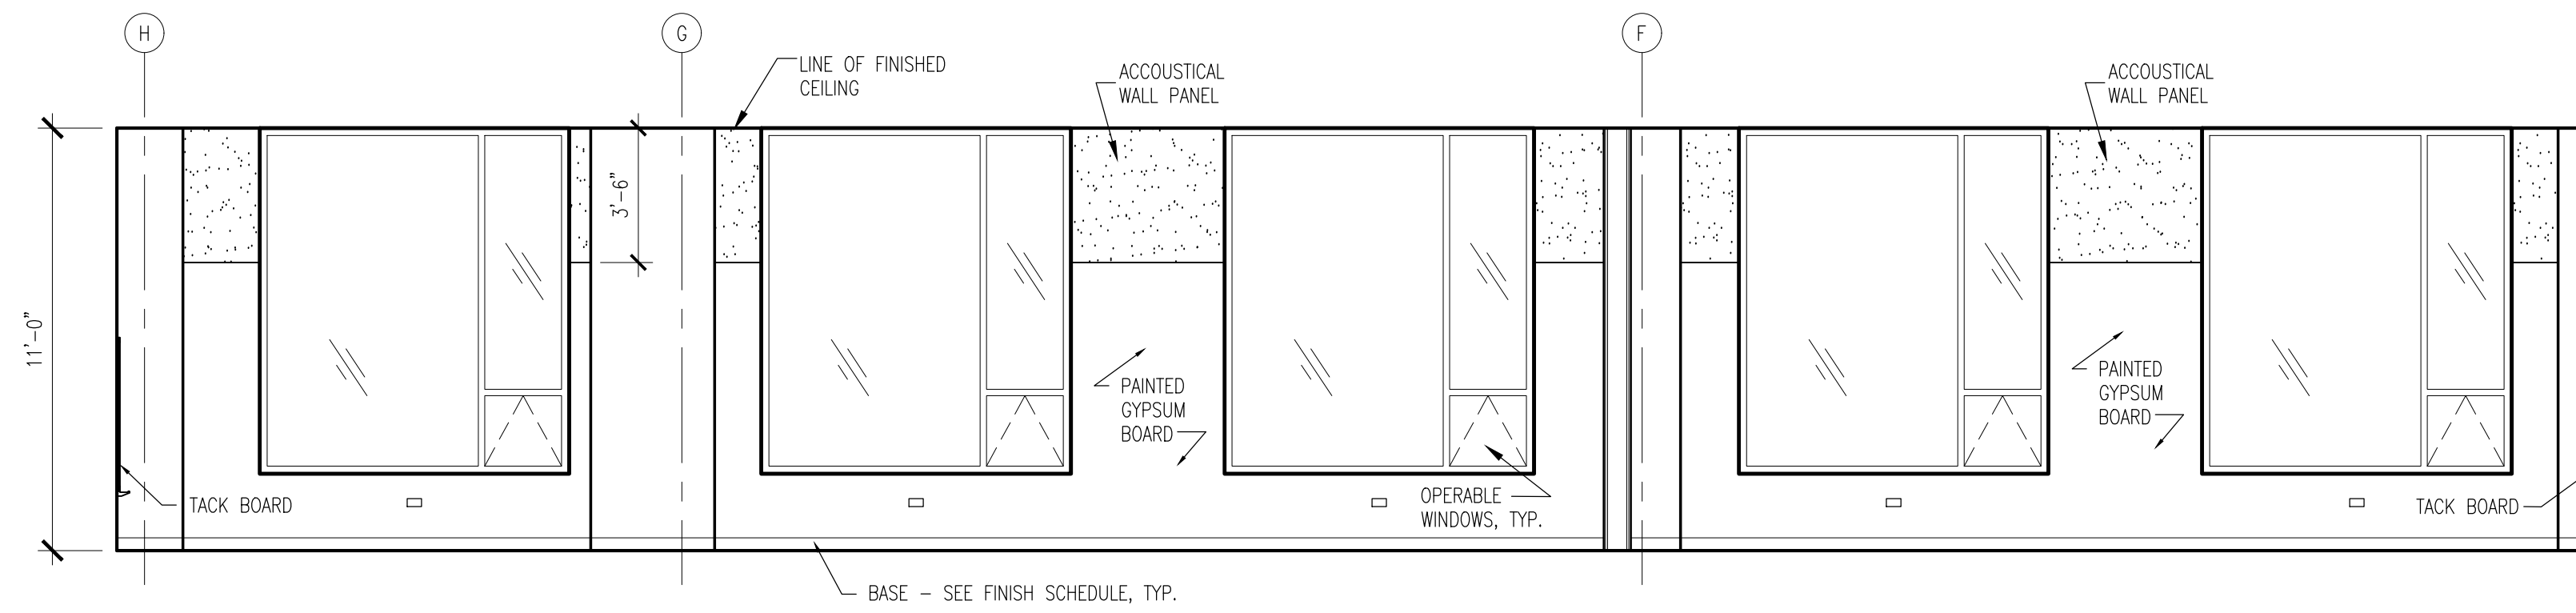 H
G
F
LINE OF FINISHED
CEILING
ACCOUSTICAL
WALL PANEL
ACCOUSTICAL
WALL PANEL
3'-6"
11'-0"
PAINTED
GYPSUM
BOARD
PAINTED
GYPSUM
BOARD
TACK BOARD
OPERABLE
WINDOWS, TYP.
TACK BOARD
BASE – SEE FINISH SCHEDULE, TYP.